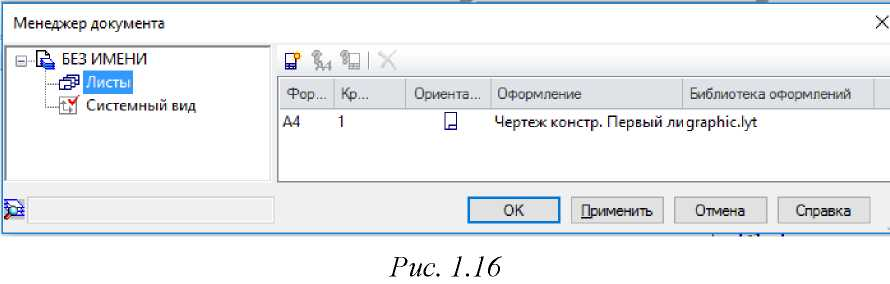 Менеджер документа
БЕЗ ИМЕНИ
Листы
Системный вид
Фор... Кр... Ориента... Оформление Библиотека оформлений
A4 1 Чертеж констр. Первый ли graphic.lyt
OK Применить Отмена Справка
Рис. 1.16